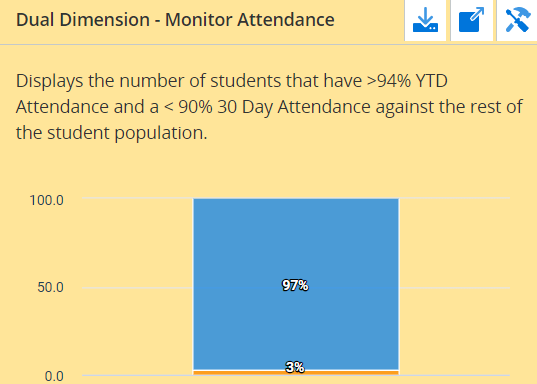 Dual Dimension - Monitor Attendance
Displays the number of students that have >94% YTD
Attendance and a < 90% 30 Day Attendance against the rest of
the student population.
100.0
97%
50.0
3%
0.0